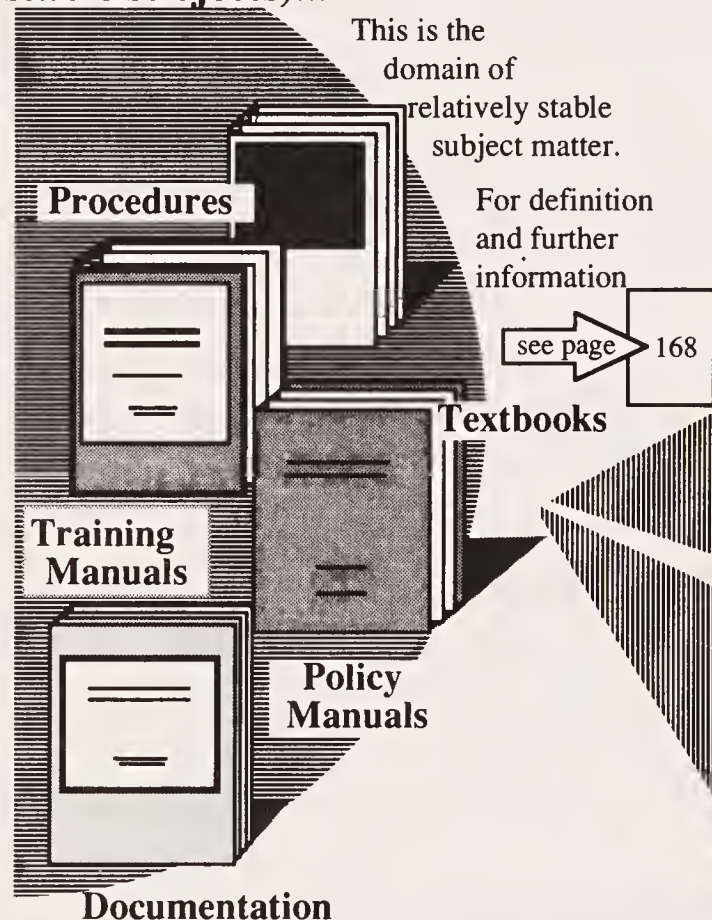 This is the
domain of
relatively stable
subject matter.
Procedures
For definition
and further
information
see page 168
Textbooks
Training
Manuals
Policy
Manuals
Documentation